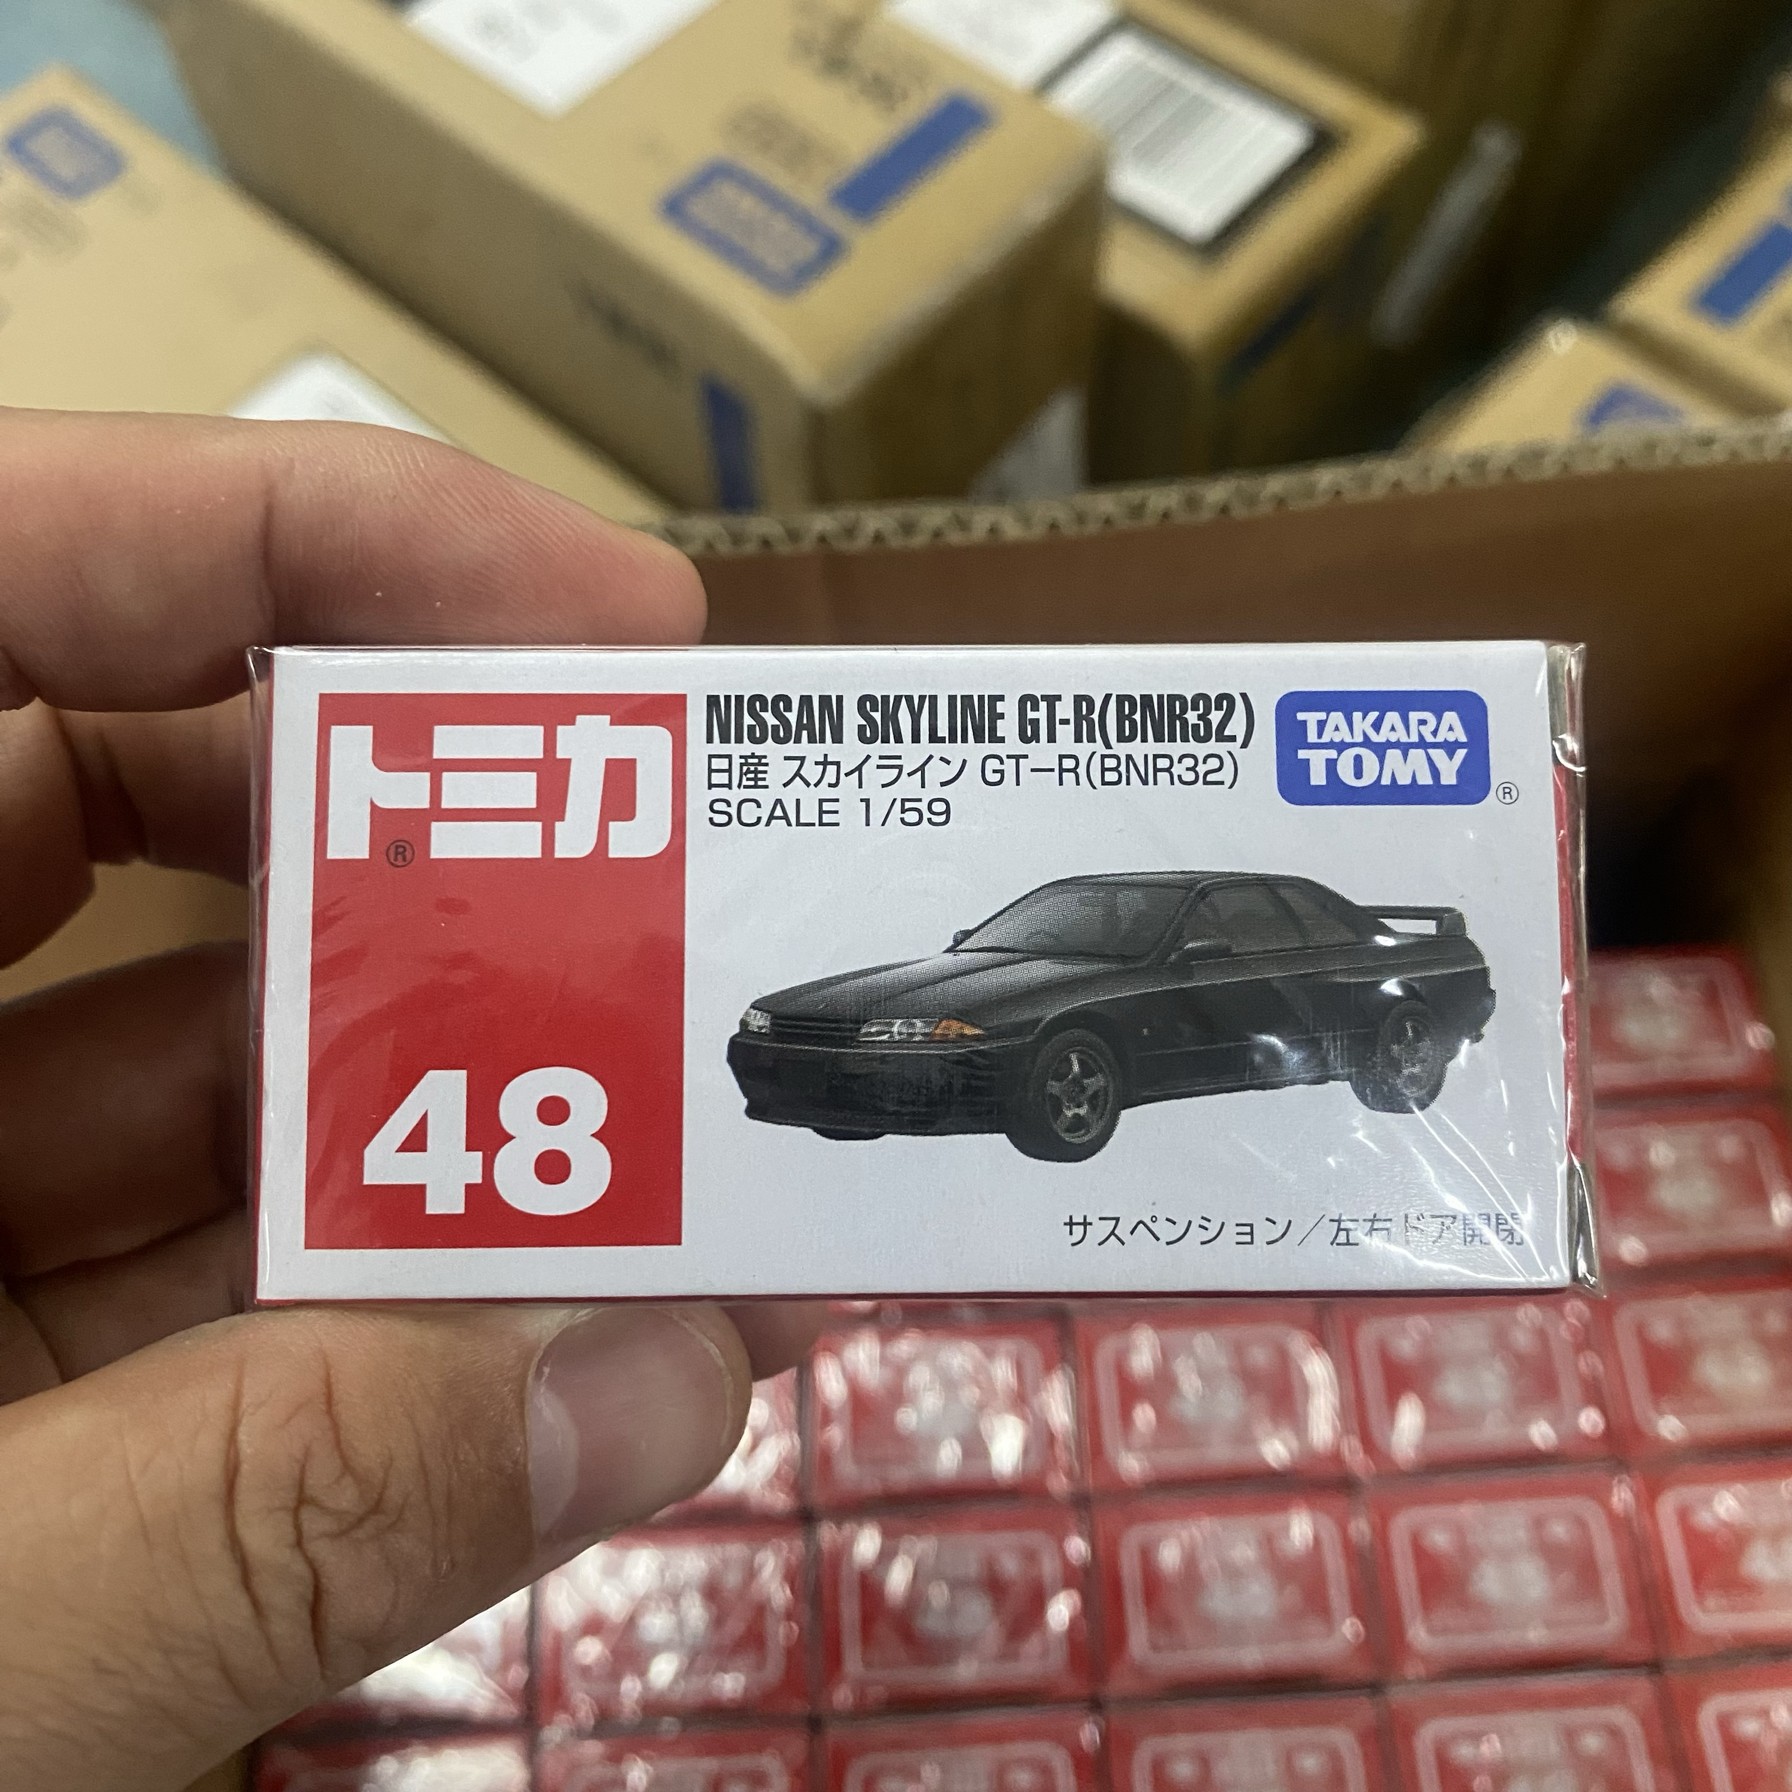 トミカ
®
48
NISSAN SKYLINE GT-R(BNR32)
日産 スカイライン GT−R(BNR32)
SCALE 1/59
TAKARA
TOMY
®
サスペンション/左右ドア開閉